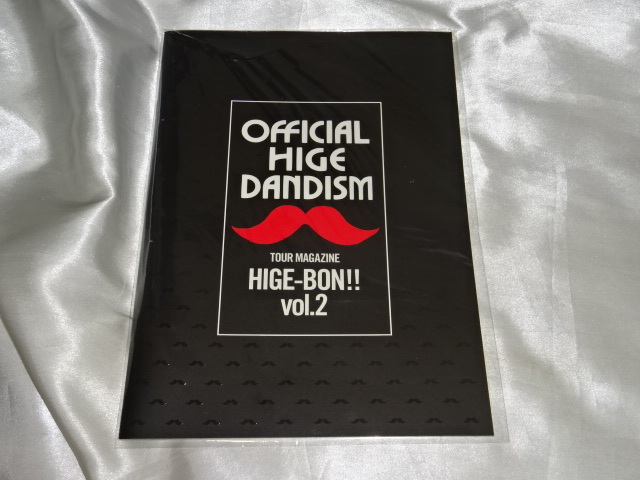 OFFICIAL
HIGE
DANDISM
TOUR MAGAZINE
HIGE-BON!!
vol.2